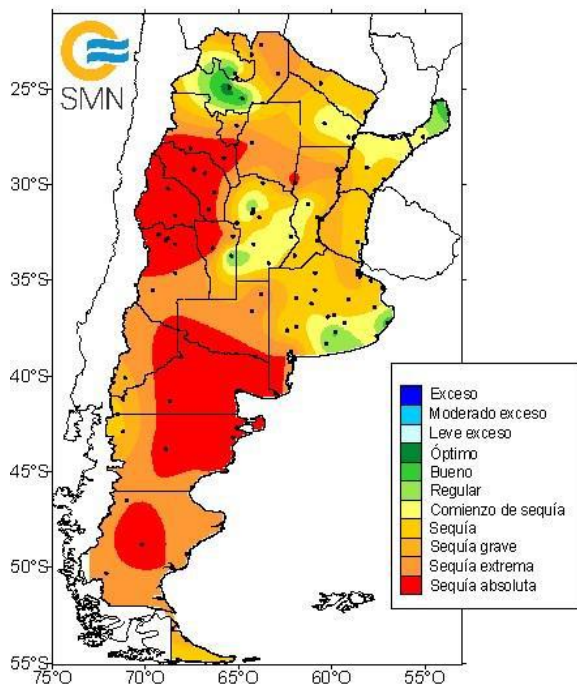 SMN
25°S
30°S
35°S
40°S
45°S
50°S
55°S
75°O
70°O
65°O
60°O
55°O
Exceso
Moderado exceso
Leve exceso
Óptimo
Bueno
Regular
Comienzo de sequía
Sequía
Sequía grave
Sequía extrema
Sequía absoluta